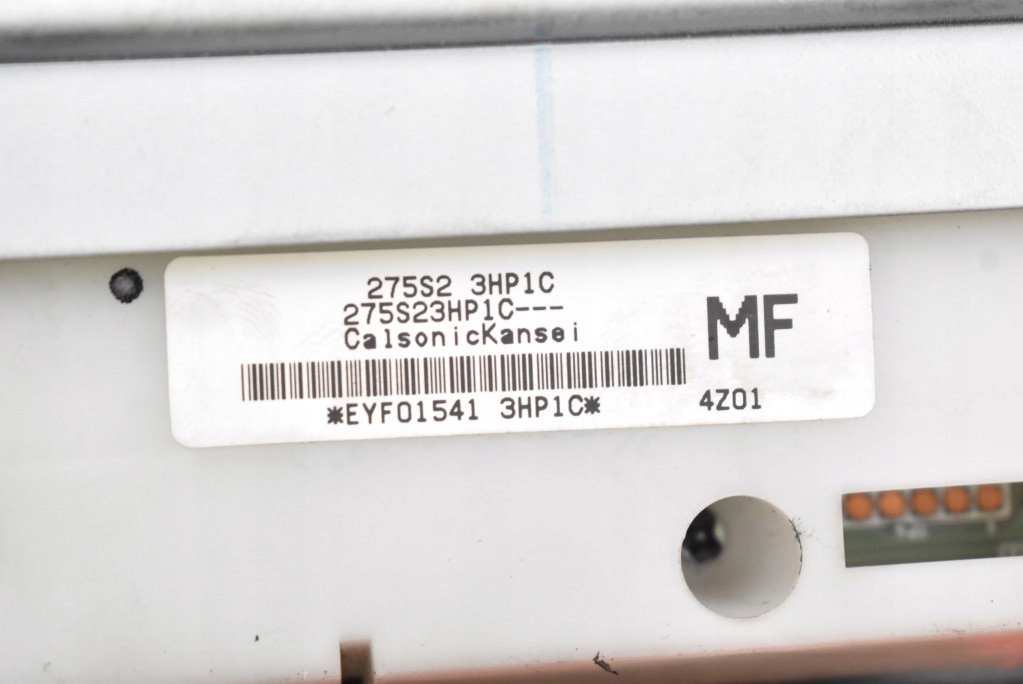 275S2 3HP1C
275S23HP1C---
CalsonicKansei
MF
*EYF01541 3HP1C*
4Z01